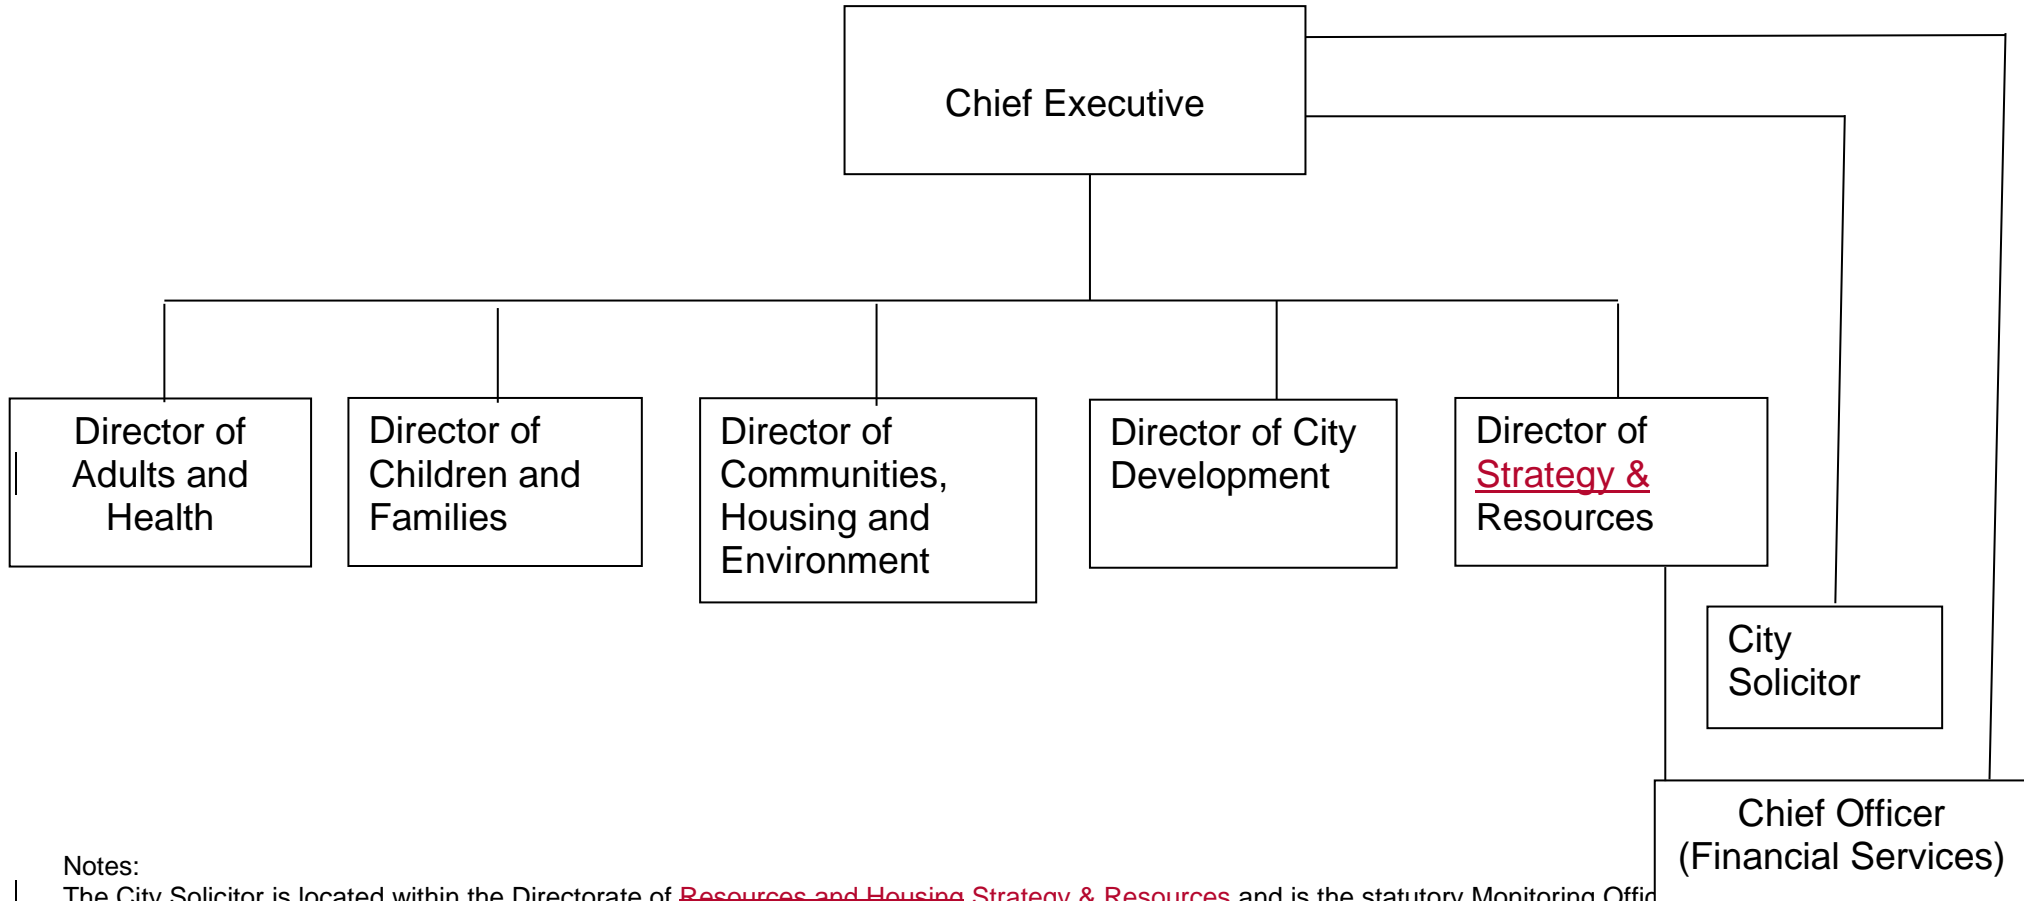 Chief Executive
Director of
Adults and
Health
Director of
Children and
Families
Director of
Communities,
Housing and
Environment
Director of City
Development
Director of
Strategy &
Resources
City
Solicitor
Chief Officer
(Financial Services)
Notes:
The City Solicitor is located within the Directorate of Resources and Housing Strategy & Resources and is the statutory Monitoring